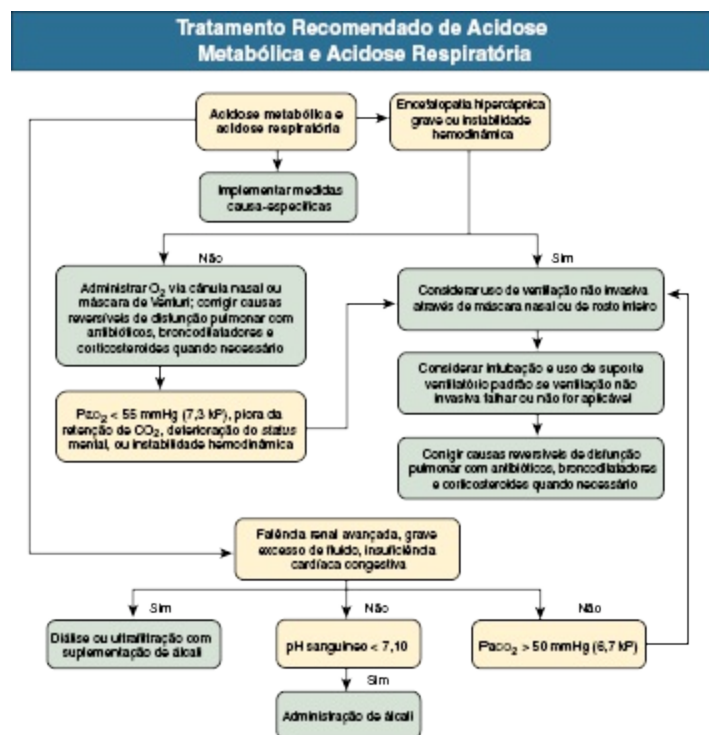 Tratamento Recomendado de Acidose
Metabólica e Acidose Respiratória
Acidose metabólica e
acidose respiratória
Encefalopatia hipercápnica
grave ou instabilidade
hemodinâmica
Implementar medidas
causa-específicas
Não
Sim
Administrar O₂ via cânula nasal ou
máscara de Venturi; corrigir causas
reversíveis de disfunção pulmonar com
antibióticos, broncodilatadores e
corticosteroides quando necessário
Considerar uso de ventilação não invasiva
através de máscara nasal ou de rosto inteiro
Considerar intubação e uso de suporte
ventilatório padrão se ventilação não
invasiva falhar ou não for aplicável
Pao₂ < 55 mmHg (7,3 kP), piora da
retenção de CO₂, deterioração do status
mental, ou instabilidade hemodinâmica
Corrigir causas reversíveis de disfunção
pulmonar com antibióticos, broncodilatadores
e corticosteroides quando necessário
Falência renal avançada, grave
excesso de fluido, insuficiência
cardíaca congestiva
Sim
Não
Não
Diálise ou ultrafiltração com
suplementação de álcali
pH sanguíneo < 7,10
Paco₂ > 50 mmHg (6,7 kP)
Sim
Administração de álcali